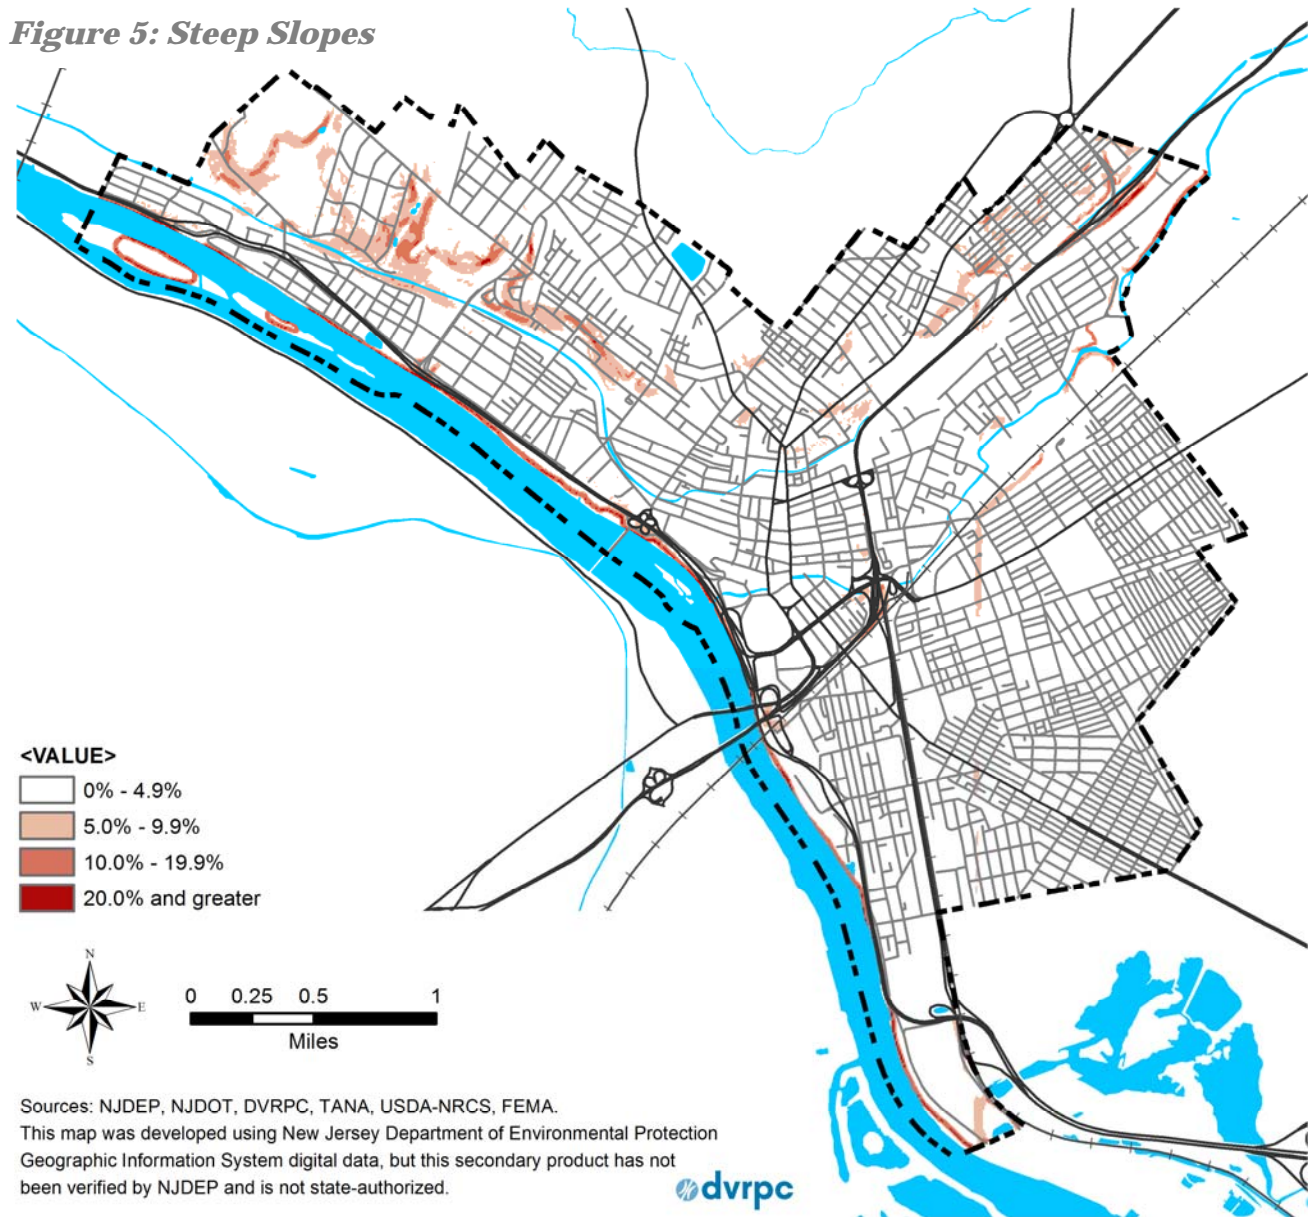 Figure 5: Steep Slopes
<VALUE>
0% - 4.9%
5.0% - 9.9%
10.0% - 19.9%
20.0% and greater
N
W E
S
0 0.25 0.5 1
Miles
Sources: NJDEP, NJDOT, DVRPC, TANA, USDA-NRCS, FEMA.
This map was developed using New Jersey Department of Environmental Protection
Geographic Information System digital data, but this secondary product has not
been verified by NJDEP and is not state-authorized.
dvrpc